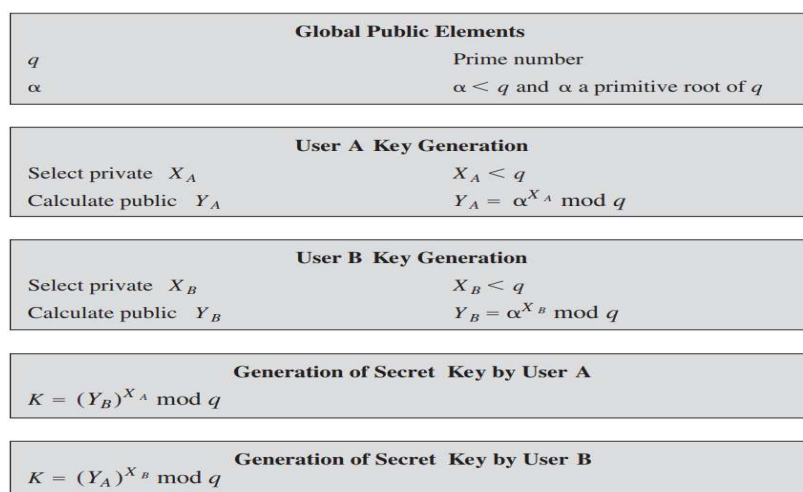 Global Public Elements
q Prime number
α α < q and α a primitive root of q
User A Key Generation
Select private X_A X_A < q
Calculate public Y_A Y_A = α^{X_A} mod q
User B Key Generation
Select private X_B X_B < q
Calculate public Y_B Y_B = α^{X_B} mod q
Generation of Secret Key by User A
K = (Y_B)^{X_A} mod q
Generation of Secret Key by User B
K = (Y_A)^{X_B} mod q